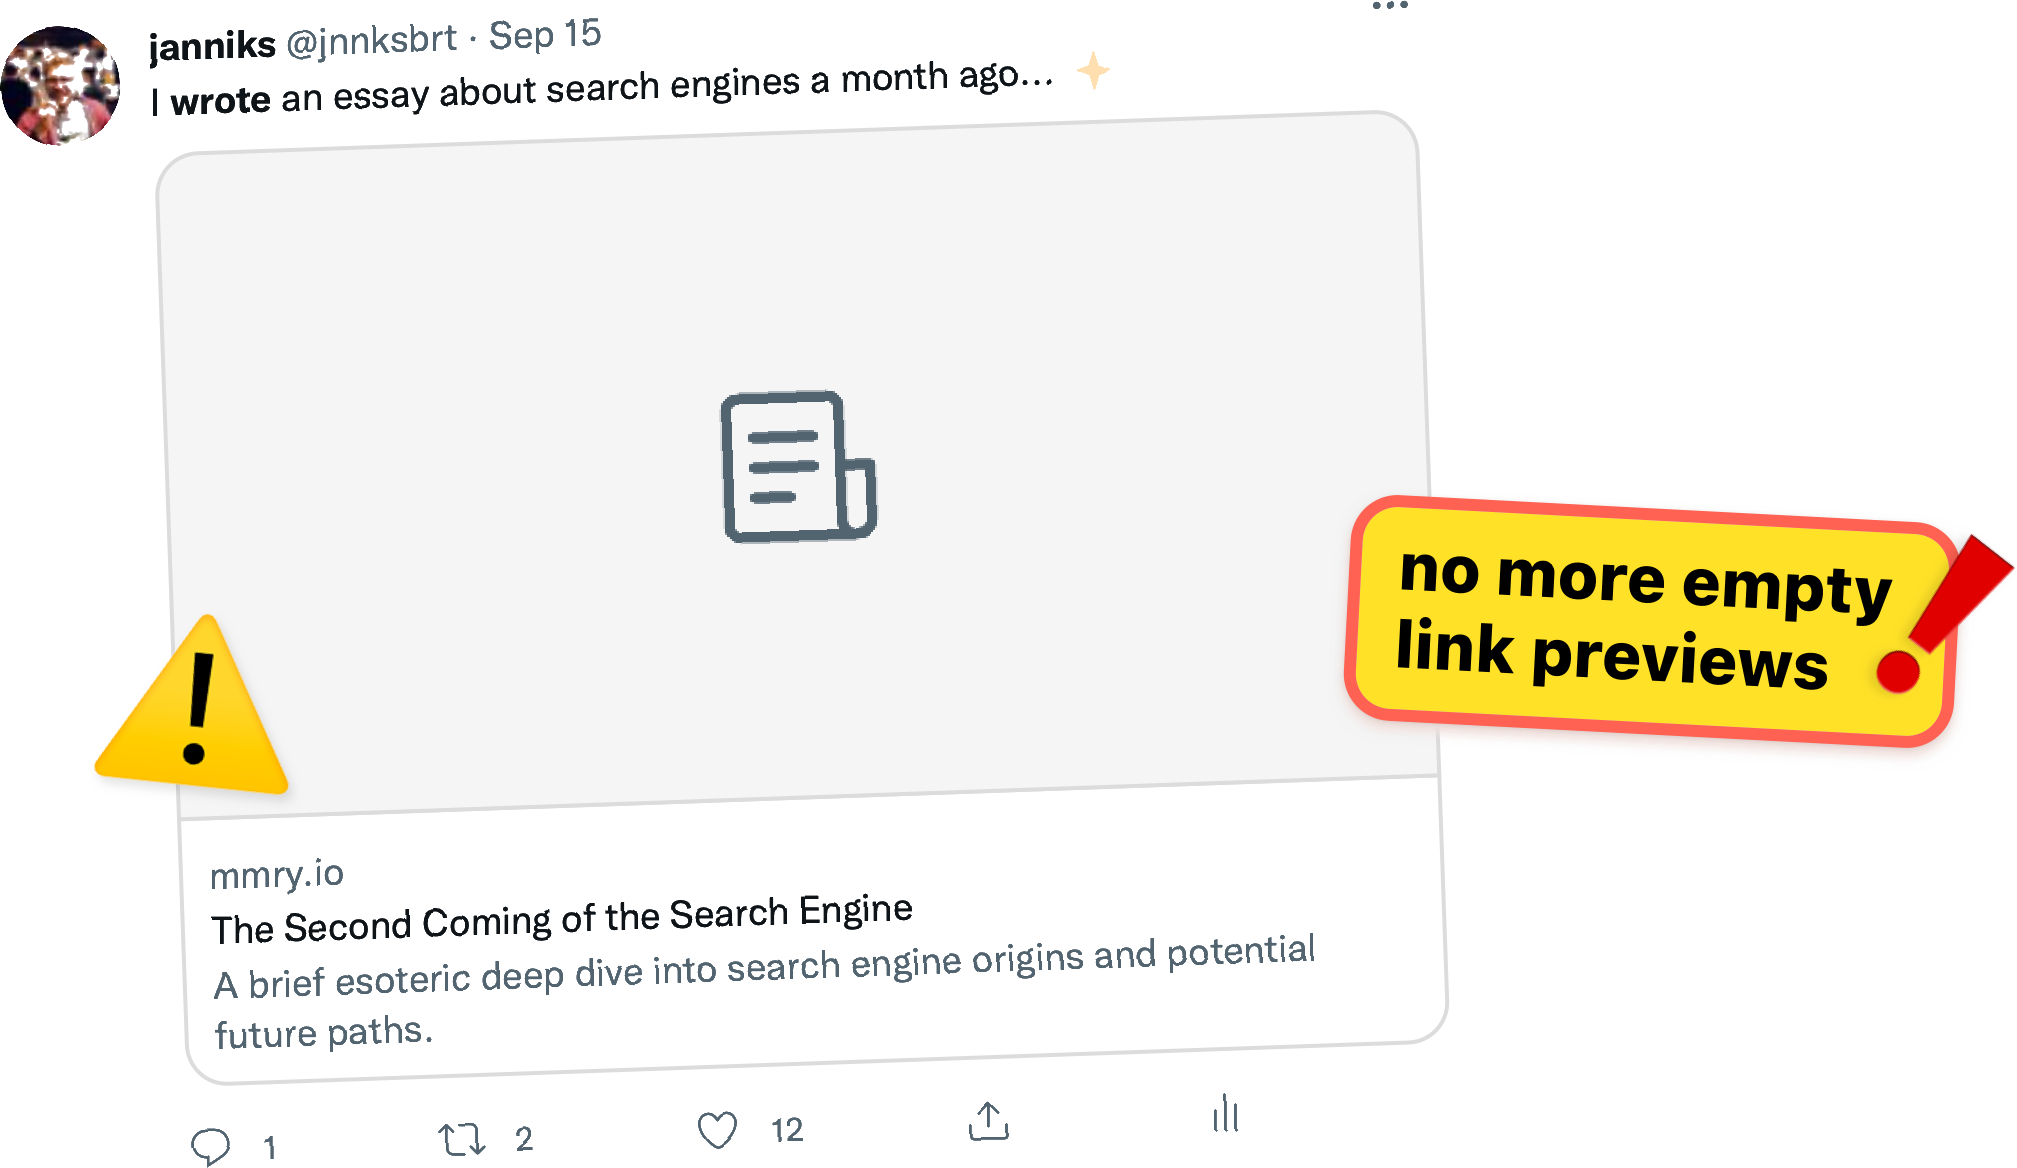 janniks @jnnksbrt · Sep 15
I wrote an essay about search engines a month ago...
no more empty
link previews
mmry.io
The Second Coming of the Search Engine
A brief esoteric deep dive into search engine origins and potential
future paths.
1 2 12